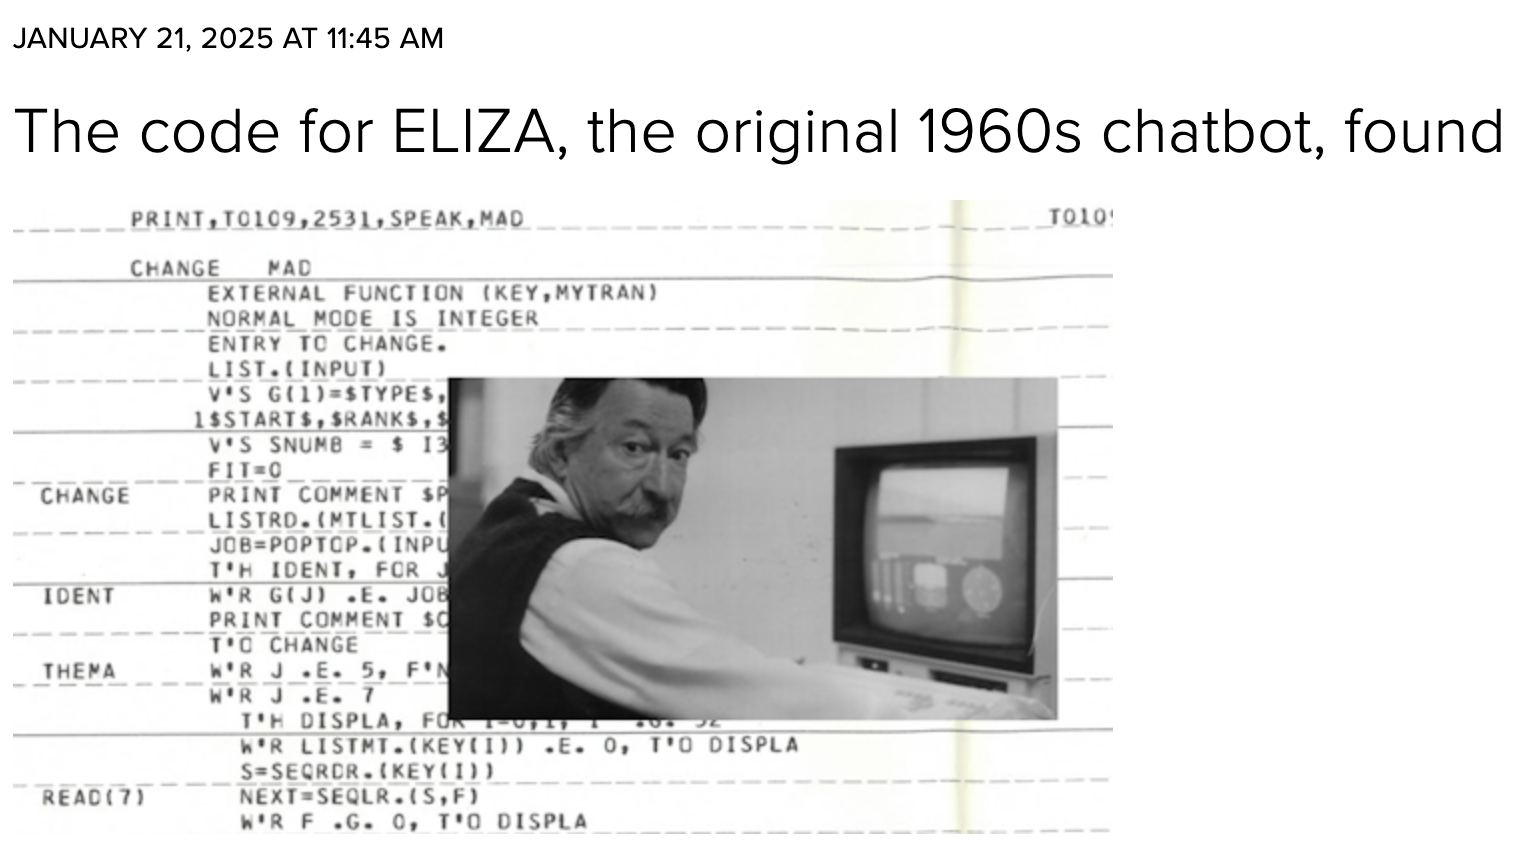 JANUARY 21, 2025 AT 11:45 AM
The code for ELIZA, the original 1960s chatbot, found
PRINT,T0109,2531,SPEAK,MAD T0109
CHANGE MAD
EXTERNAL FUNCTION (KEY,MYTRAN)
NORMAL MODE IS INTEGER
ENTRY TO CHANGE.
LIST.(INPUT)
V'S G(1)=$TYPE$,
1$START$,$RANK$,$
V'S SNUMB = $ I3
FIT=0
CHANGE PRINT COMMENT $P
LISTRD.(MTLIST.(
JOB=POPTOP.(INPU
T'H IDENT, FOR J
IDENT W'R G(J) .E. JOB
PRINT COMMENT $C
T'O CHANGE
THEMA W'R J .E. 5, F'N
W'R J .E. 7
T'H DISPLA, FOR
W'R LISTMT.(KEY(I)) .E. 0, T'O DISPLA
S=SEQRDR.(KEY(I))
READ(7) NEXT=SEQLR.(S,F)
W'R F .G. 0, T'O DISPLA